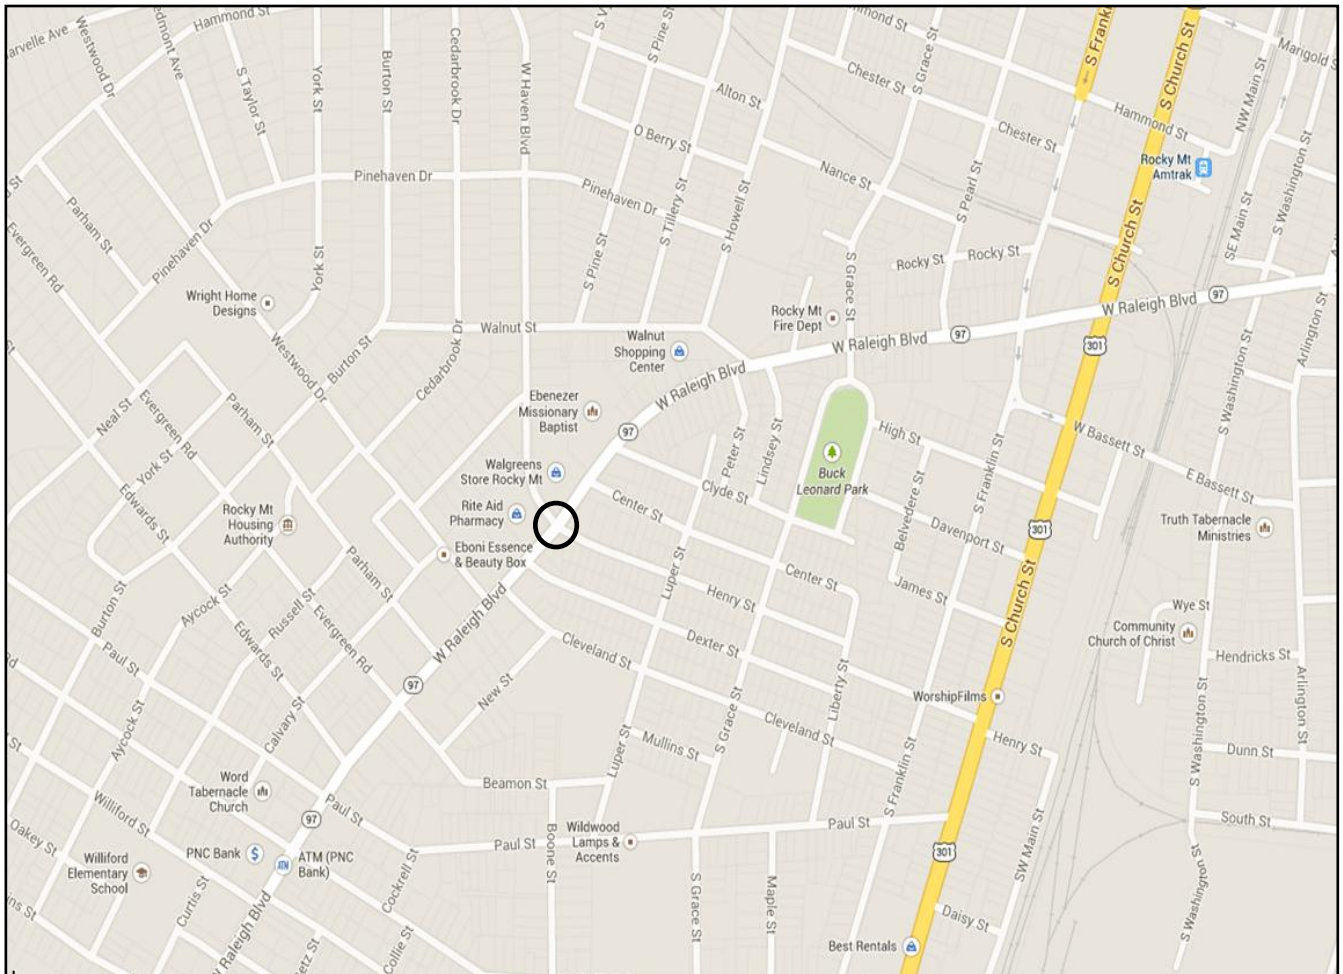 Hammond St
mmond St
S Frank
S Church St
Marigold S
arvelle Ave
Westwood Dr
edmont Ave
S Taylor St
York St
Burton St
Cedarbrook Dr
W Haven Blvd
S Pine St
Alton St
Chester St
S Grace St
Chester St
Hammond St
NW Main St
O Berry St
Nance St
Rocky Mt
Amtrak
S Pearl St
S Washington St
SE Main St
Pinehaven Dr
Pinehaven Dr
S Tillery St
S Howell St
Parham St
Evergreen Rd
Pinehaven Dr
York St
S Pine St
S Grace St
Rocky St
Rocky St
S Church St
Wright Home
Designs
Walnut St
Walnut
Shopping
Center
Rocky Mt
Fire Dept
W Raleigh Blvd
97
W Raleigh Blvd
97
301
Arlington St
Westwood Dr
Burton St
Cedarbrook Dr
W Raleigh Blvd
97
Ebenezer
Missionary
Baptist
Neal St
Evergreen Rd
Parham St
York St
Edwards St
Walgreens
Store Rocky Mt
Rite Aid
Pharmacy
Eboni Essence
& Beauty Box
Rocky Mt
Housing
Authority
Peter St
Lindsey St
Clyde St
Center St
Buck
Leonard Park
High St
Belvedere St
S Franklin St
Davenport St
W Bassett St
E Bassett St
S Washington St
Truth Tabernacle
Ministries
301
S Church St
James St
Center St
Henry St
Luper St
Dexter St
Parham St
W Raleigh Blvd
Burton St
Aycock St
Russell St
Evergreen Rd
Edwards St
Paul St
Cleveland St
New St
97
Wye St
Community
Church of Christ
Hendricks St
Arlington St
WorshipFilms
Henry St
Liberty St
S Grace St
Cleveland St
Mullins St
Luper St
Calvary St
Aycock St
S Washington St
Dunn St
South St
Beamon St
Word
Tabernacle
Church
Paul St
97
Williford St
Oakey St
PNC Bank
ATM (PNC
Bank)
Williford
Elementary
School
Curtis St
W Raleigh Blvd
Cockrell St
Collie St
etz St
ns St
Paul St
Boone St
Wildwood
Lamps &
Accents
Paul St
S Franklin St
301
SW Main St
S Grace St
Maple St
Daisy St
Best Rentals
S Washington St